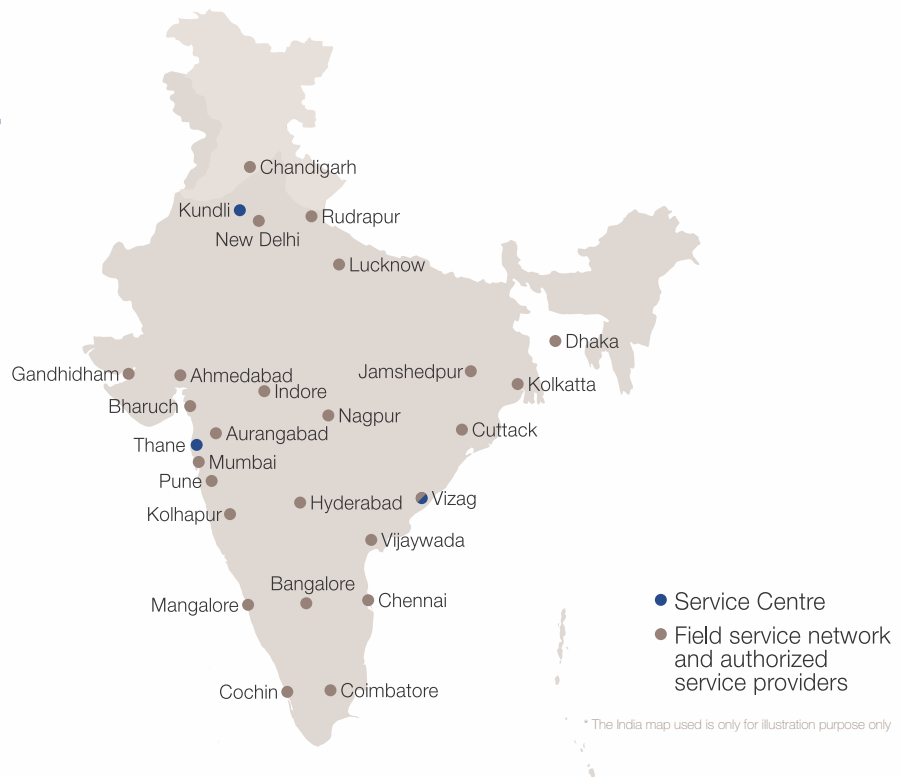 Chandigarh
Kundli
Rudrapur
New Delhi
Lucknow
Dhaka
Gandhidham
Ahmedabad
Jamshedpur
Indore
Kolkatta
Bharuch
Nagpur
Aurangabad
Cuttack
Thane
Mumbai
Pune
Hyderabad
Vizag
Kolhapur
Vijaywada
Bangalore
Mangalore
Chennai
Service Centre
Field service network
and authorized
service providers
Cochin
Coimbatore
* The India map used is only for illustration purpose only